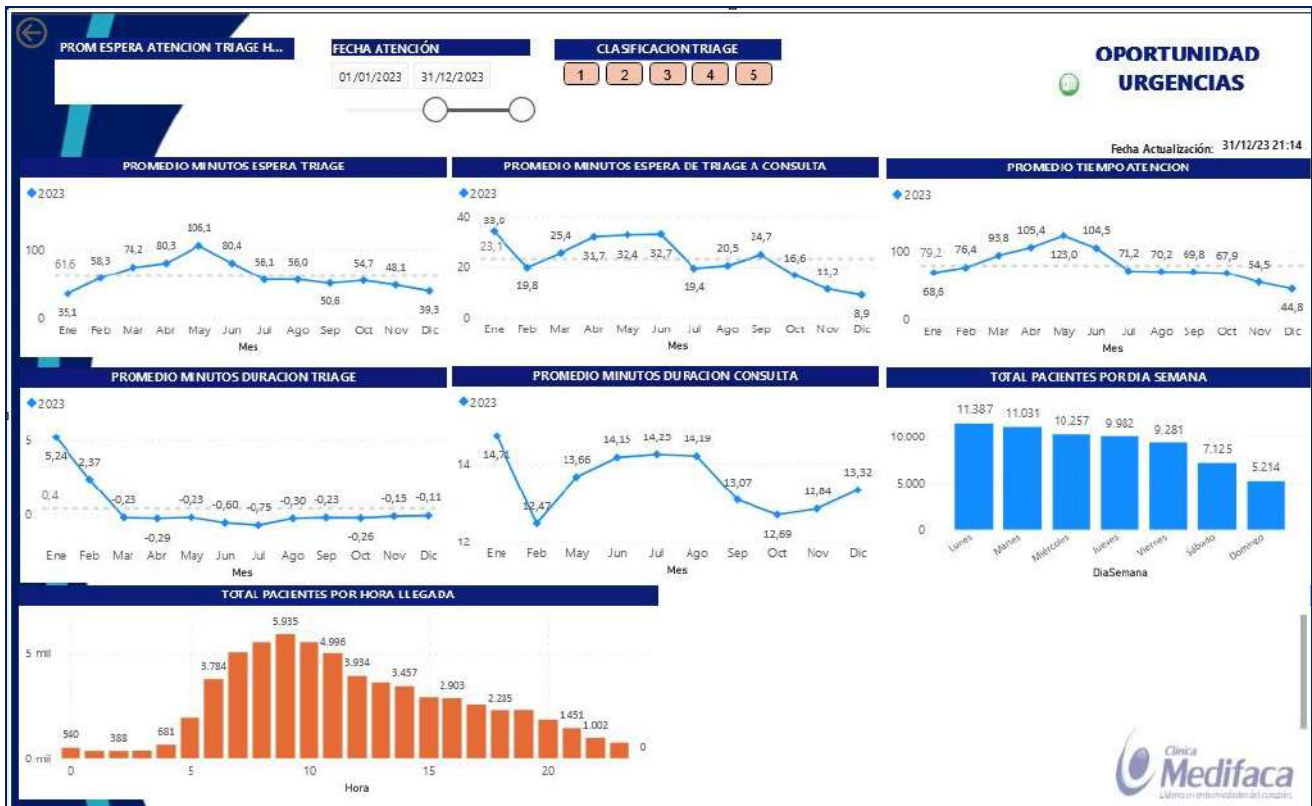 PROM ESPERA ATENCION TRIAGE H...
FECHA ATENCIÓN
01/01/2023 31/12/2023
CLASIFICACION TRIAGE
1 2 3 4 5
OPORTUNIDAD
URGENCIAS
Fecha Actualización: 31/12/23 21:14
PROMEDIO MINUTOS ESPERA TRIAGE
2023
100
0
61,6
35,1 58,3 74,2 80,3 106,1 80,4 56,1 56,0 50,6 54,7 48,1 39,3
Ene Feb Mar Abr May Jun Jul Ago Sep Oct Nov Dic
Mes
PROMEDIO MINUTOS ESPERA DE TRIAGE A CONSULTA
2023
40
20
0
23,1
19,8 25,4 31,7 32,4 32,7 19,4 20,5 24,7 16,6 11,2 8,9
Ene Feb Mar Abr May Jun Jul Ago Sep Oct Nov Dic
Mes
PROMEDIO TIEMPO ATENCION
2023
100
0
79,2
68,6 76,4 93,8 105,4 123,0 104,5 71,2 70,2 69,8 67,9 54,5 44,8
Ene Feb Mar Abr May Jun Jul Ago Sep Oct Nov Dic
Mes
PROMEDIO MINUTOS DURACION TRIAGE
2023
5
0
0,4
5,24 2,37 -0,23 -0,29 -0,23 -0,60 -0,75 -0,30 -0,23 -0,26 -0,15 -0,11
Ene Feb Mar Abr May Jun Jul Ago Sep Oct Nov Dic
Mes
PROMEDIO MINUTOS DURACION CONSULTA
2023
14
12
14,71 12,47 13,66 14,15 14,23 14,19 13,07 12,69 12,84 13,32
Ene Feb May Jun Jul Ago Sep Oct Nov Dic
Mes
TOTAL PACIENTES POR DIA SEMANA
10.000
5.000
0
11.387 11.031 10.257 9.982 9.281 7.125 5.214
Lunes Martes Miércoles Jueves Viernes Sábado Domingo
DiaSemana
TOTAL PACIENTES POR HORA LLEGADA
5 mil
0 mil
540 388 681 3.784 5.935 4.996 3.934 3.457 2.903 2.285 1.451 1.002 0
0 5 10 15 20
Hora
Clínica
Medifaca
Líderes en enfermedades del corazón